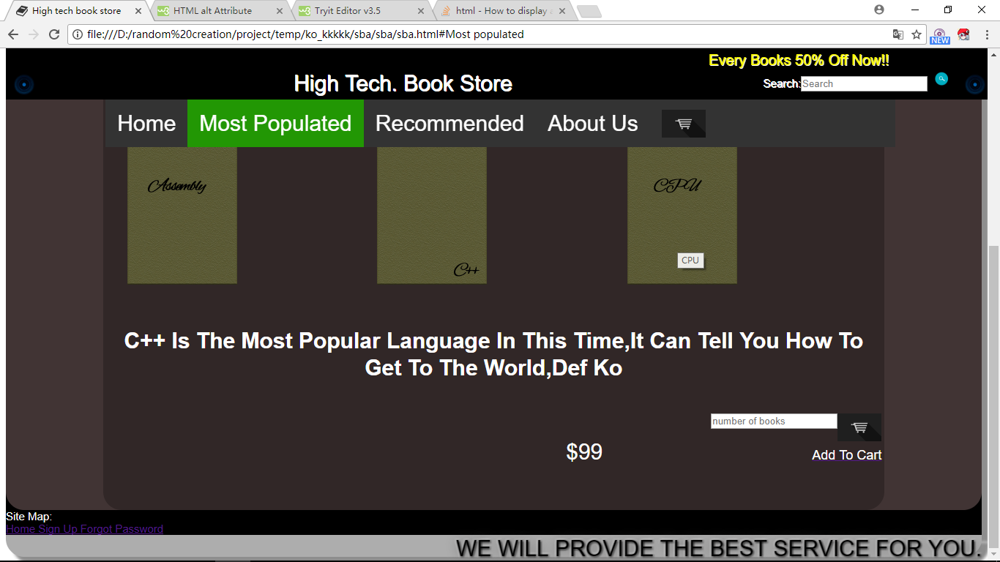 High tech book store
HTML alt Attribute
Tryit Editor v3.5
html - How to display
file:///D:/random%20creation/project/temp/ko_kkkkk/sba/sba/sba.html#Most populated
NEW
Every Books 50% Off Now!!
High Tech. Book Store
Search: Search
Home Most Populated Recommended About Us
Assembly
CPU
C++
CPU
C++ Is The Most Popular Language In This Time,It Can Tell You How To
Get To The World,Def Ko
number of books
$99
Add To Cart
Site Map:
Home Sign Up Forgot Password
WE WILL PROVIDE THE BEST SERVICE FOR YOU.